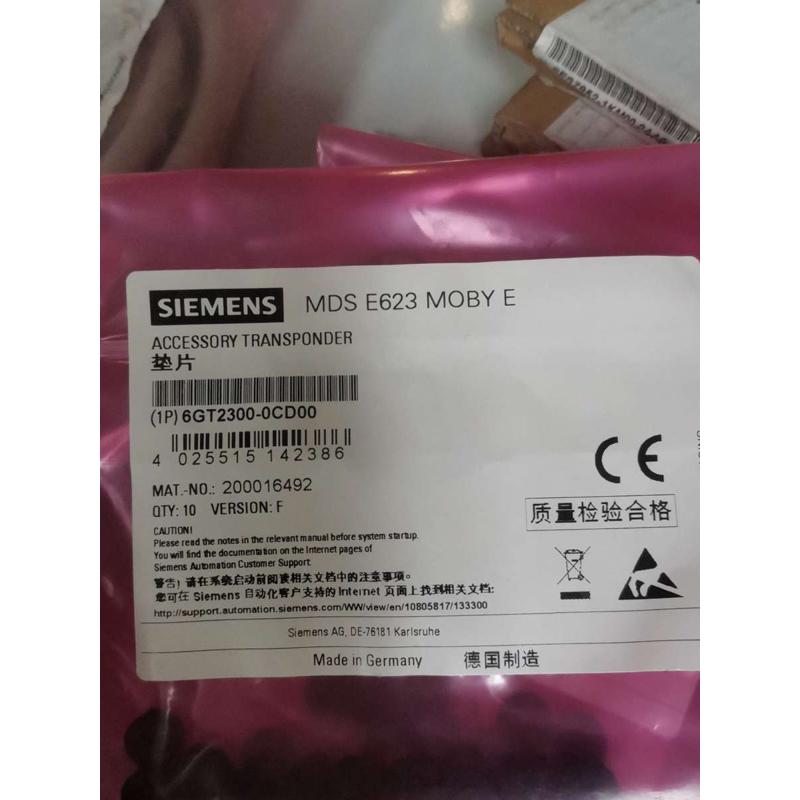 SIEMENS MDS E623 MOBY E
ACCESSORY TRANSPONDER
垫片
(1P) 6GT2300-0CD00
4 025515 142386
MAT.-NO.: 200016492
QTY: 10 VERSION: F
CAUTION!
Please read the notes in the relevant manual before system startup.
You will find the documentation on the Internet pages of
Siemens Automation Customer Support.
警告! 请在系统启动前阅读相关文档中的注意事项。
您可在 Siemens 自动化客户支持的 Internet 页面上找到相关文档:
http://support.automation.siemens.com/WW/view/en/10805817/133300
CE
质量检验合格
Siemens AG, DE-76181 Karlsruhe
Made in Germany 德国制造